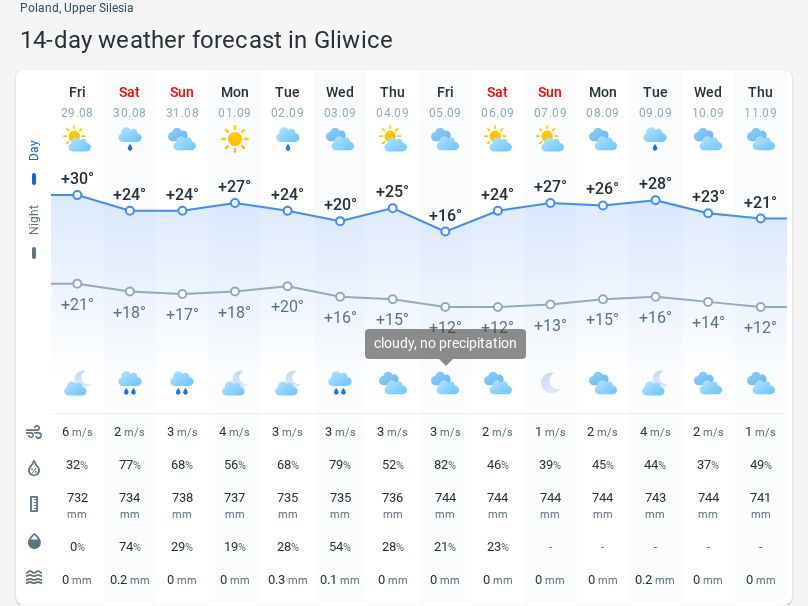 Poland, Upper Silesia
14-day weather forecast in Gliwice
Fri Sat Sun Mon Tue Wed Thu Fri Sat Sun Mon Tue Wed Thu
29.08 30.08 31.08 01.09 02.09 03.09 04.09 05.09 06.09 07.09 08.09 09.09 10.09 11.09
Day
+30° +24° +24° +27° +24° +20° +25° +16° +24° +27° +26° +28° +23° +21°
Night
+21° +18° +17° +18° +20° +16° +15° +12° +12° +13° +15° +16° +14° +12°
cloudy, no precipitation
6 m/s 2 m/s 3 m/s 4 m/s 3 m/s 3 m/s 3 m/s 3 m/s 2 m/s 1 m/s 2 m/s 4 m/s 2 m/s 1 m/s
32% 77% 68% 56% 68% 79% 52% 82% 46% 39% 45% 44% 37% 49%
732 734 738 737 735 735 736 744 744 744 744 743 744 741
mm mm mm mm mm mm mm mm mm mm mm mm mm mm
0% 74% 29% 19% 28% 54% 28% 21% 23% - - - - -
0 mm 0.2 mm 0 mm 0 mm 0.3 mm 0.1 mm 0 mm 0 mm 0 mm 0 mm 0 mm 0.2 mm 0 mm 0 mm